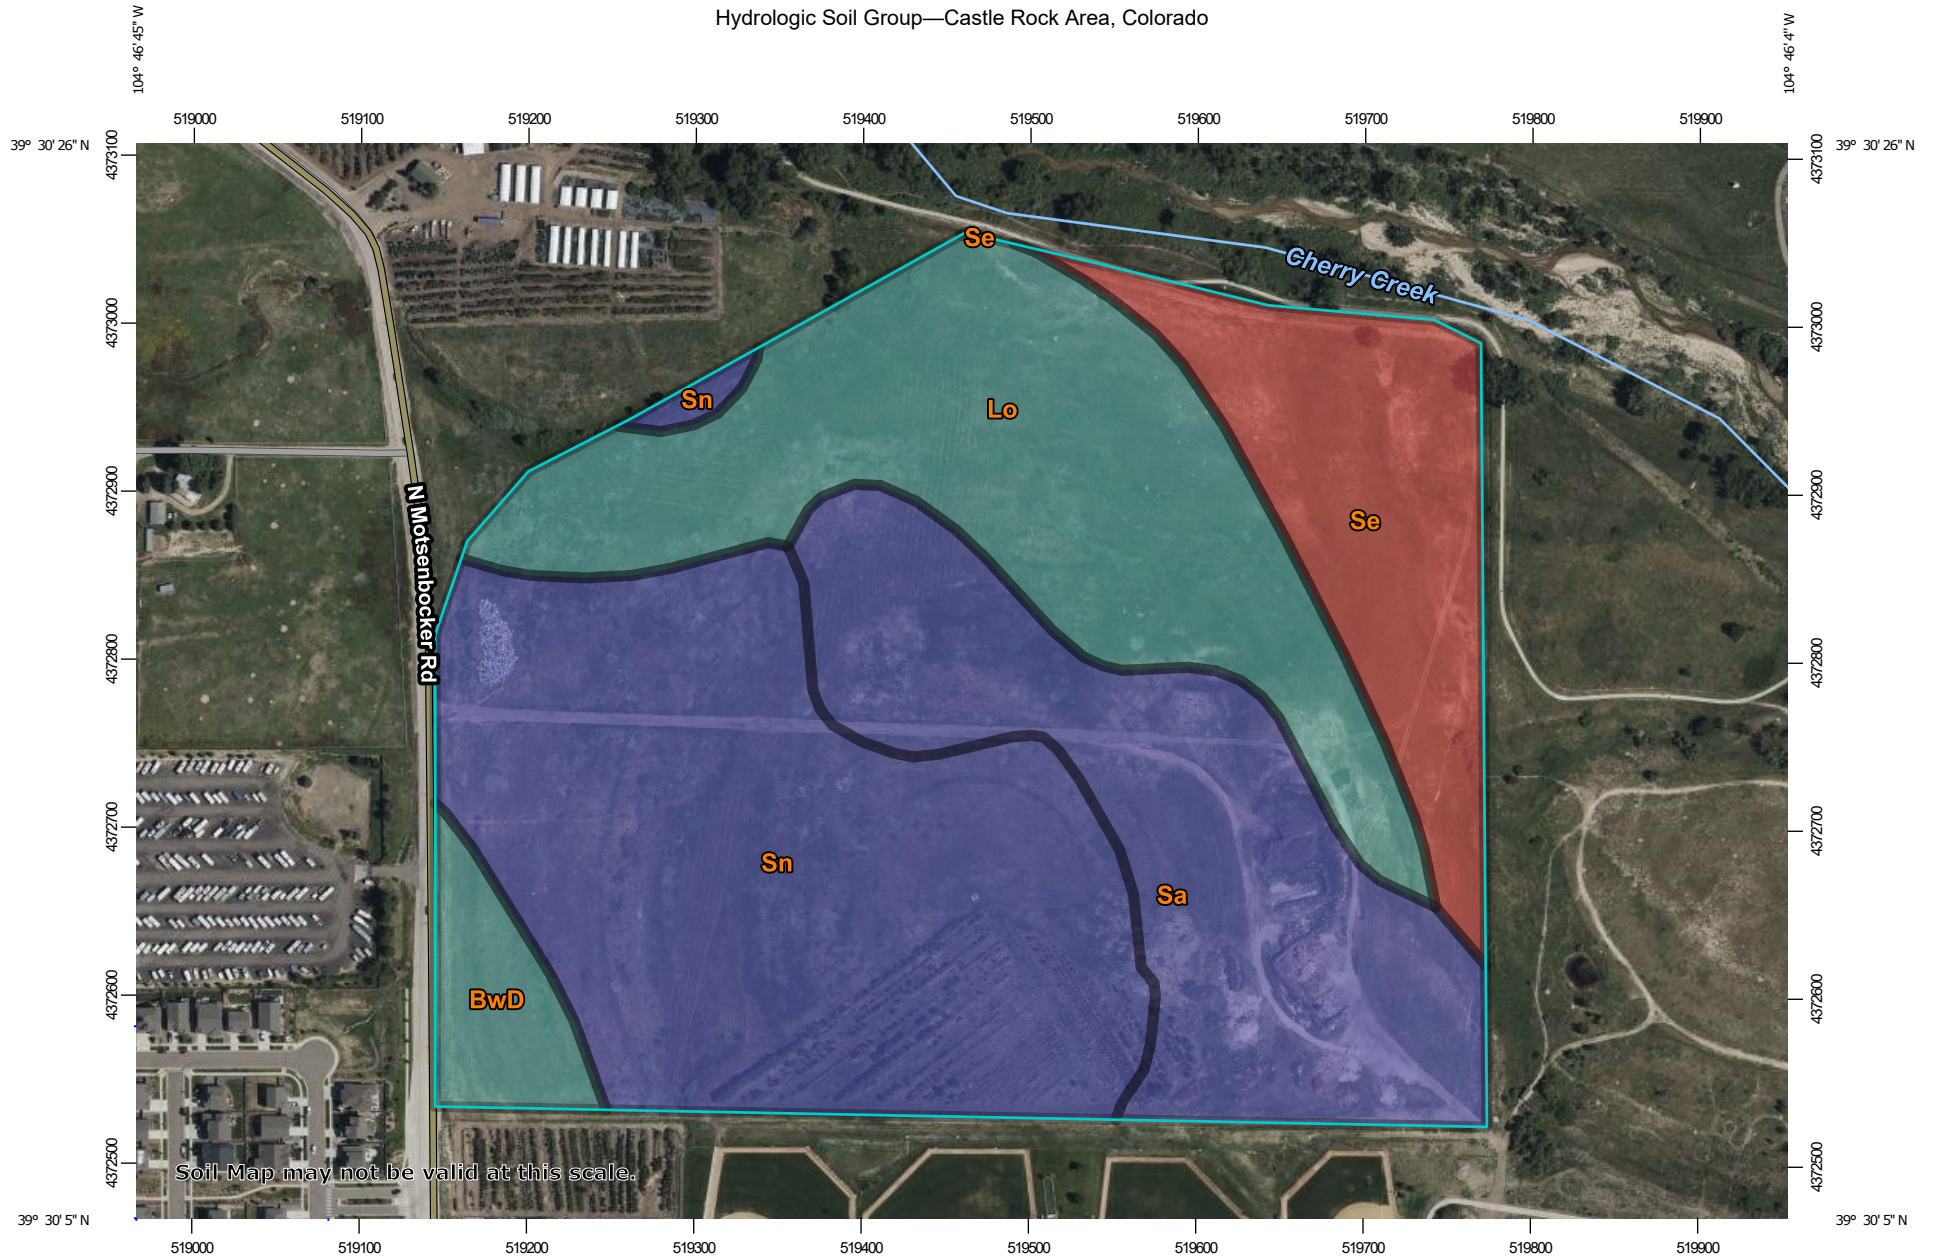 Hydrologic Soil Group—Castle Rock Area, Colorado
104° 46' 45" W
104° 46' 4" W
519000 519100 519200 519300 519400 519500 519600 519700 519800 519900
39° 30' 26" N
39° 30' 26" N
4373100
4373100
Se
Cherry Creek
4373000
4373000
Sn
Lo
4372900
4372900
Se
N Motsenbocker Rd
4372800
4372800
4372700
4372700
Sn
Sa
4372600
4372600
BwD
4372500
4372500
Soil Map may not be valid at this scale.
39° 30' 5" N
39° 30' 5" N
519000 519100 519200 519300 519400 519500 519600 519700 519800 519900